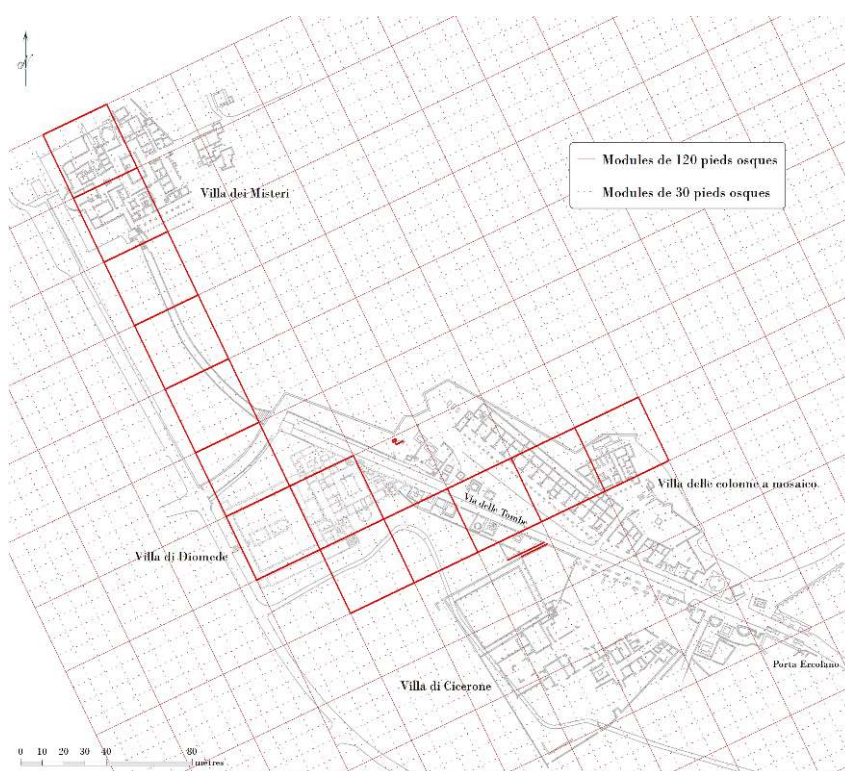 N
Modules de 120 pieds osques
Modules de 30 pieds osques
Villa dei Misteri
Villa delle colonne a mosaico
Via delle Tombe
Villa di Diomede
Villa di Cicerone
Porta Ercolano
0 10 20 30 40 80
mètres